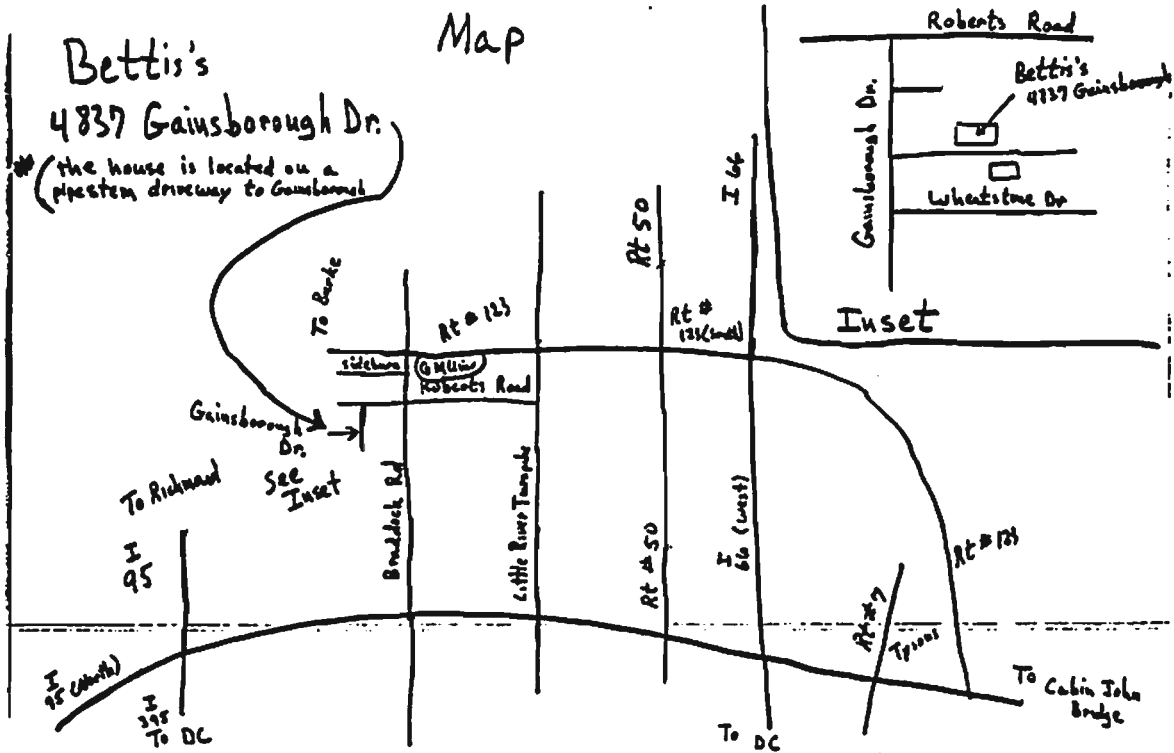 Map
Bettis's
4837 Gainsborough Dr.
* (the house is located on a
pipestem driveway to Gainsborough
Roberts Road
Bettis's
4837 Gainsborough
Gainsborough Dr.
Wheatstone Dr
Inset
To Burke
Rt # 123
Rt 50
I 66
Rt #
123 (South)
Sideburn
Roberts Road
Gainsborough
Dr.
See
Inset
Braddock Rd
Little River Turnpike
Rt # 50
I
66 (West)
Rt # 123
To Richmond
I
95
Rt # 7
Tysons
I
95 (North)
I
395
To DC
To DC
To Cabin John
Bridge